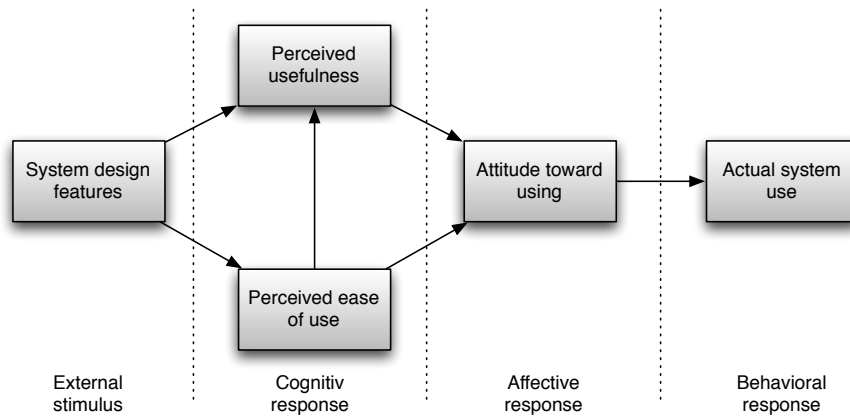 Perceived
usefulness
System design
features
Attitude toward
using
Actual system
use
Perceived ease
of use
External
stimulus
Cognitiv
response
Affective
response
Behavioral
response